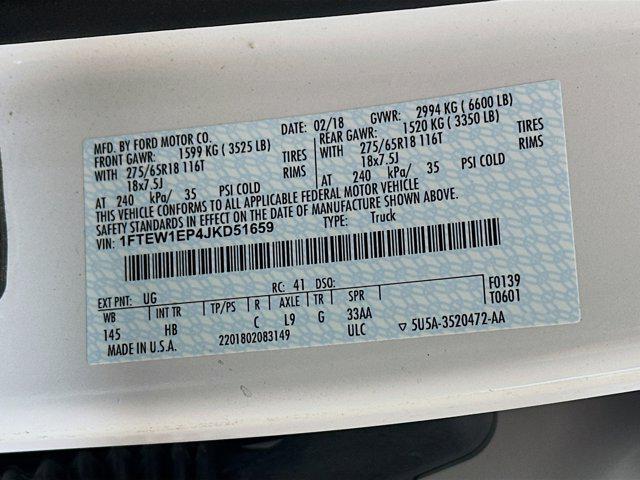 MFD. BY FORD MOTOR CO. DATE: 02/18 GVWR: 2994 KG ( 6600 LB)
FRONT GAWR: 1599 KG ( 3525 LB) REAR GAWR: 1520 KG ( 3350 LB)
WITH 275/65R18 116T TIRES WITH 275/65R18 116T TIRES
18x7.5J RIMS 18x7.5J RIMS
AT 240 kPa/ 35 PSI COLD AT 240 kPa/ 35 PSI COLD
THIS VEHICLE CONFORMS TO ALL APPLICABLE FEDERAL MOTOR VEHICLE
SAFETY STANDARDS IN EFFECT ON THE DATE OF MANUFACTURE SHOWN ABOVE.
VIN: 1FTEW1EP4JKD51659 TYPE: Truck
EXT PNT: UG RC: 41 DSO: F0139
WB INT TR TP/PS R AXLE TR SPR T0601
145 HB C L9 G 33AA
MADE IN U.S.A. 2201802083149 ULC ▽ 5U5A-3520472-AA